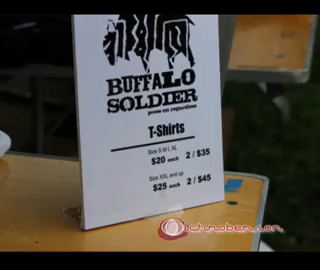 BUFFALO
SOLDIER
press on regardless
T-Shirts
Size S M L XL
$20 each 2 / $35
Size XXL and up
$25 each 2 / $45